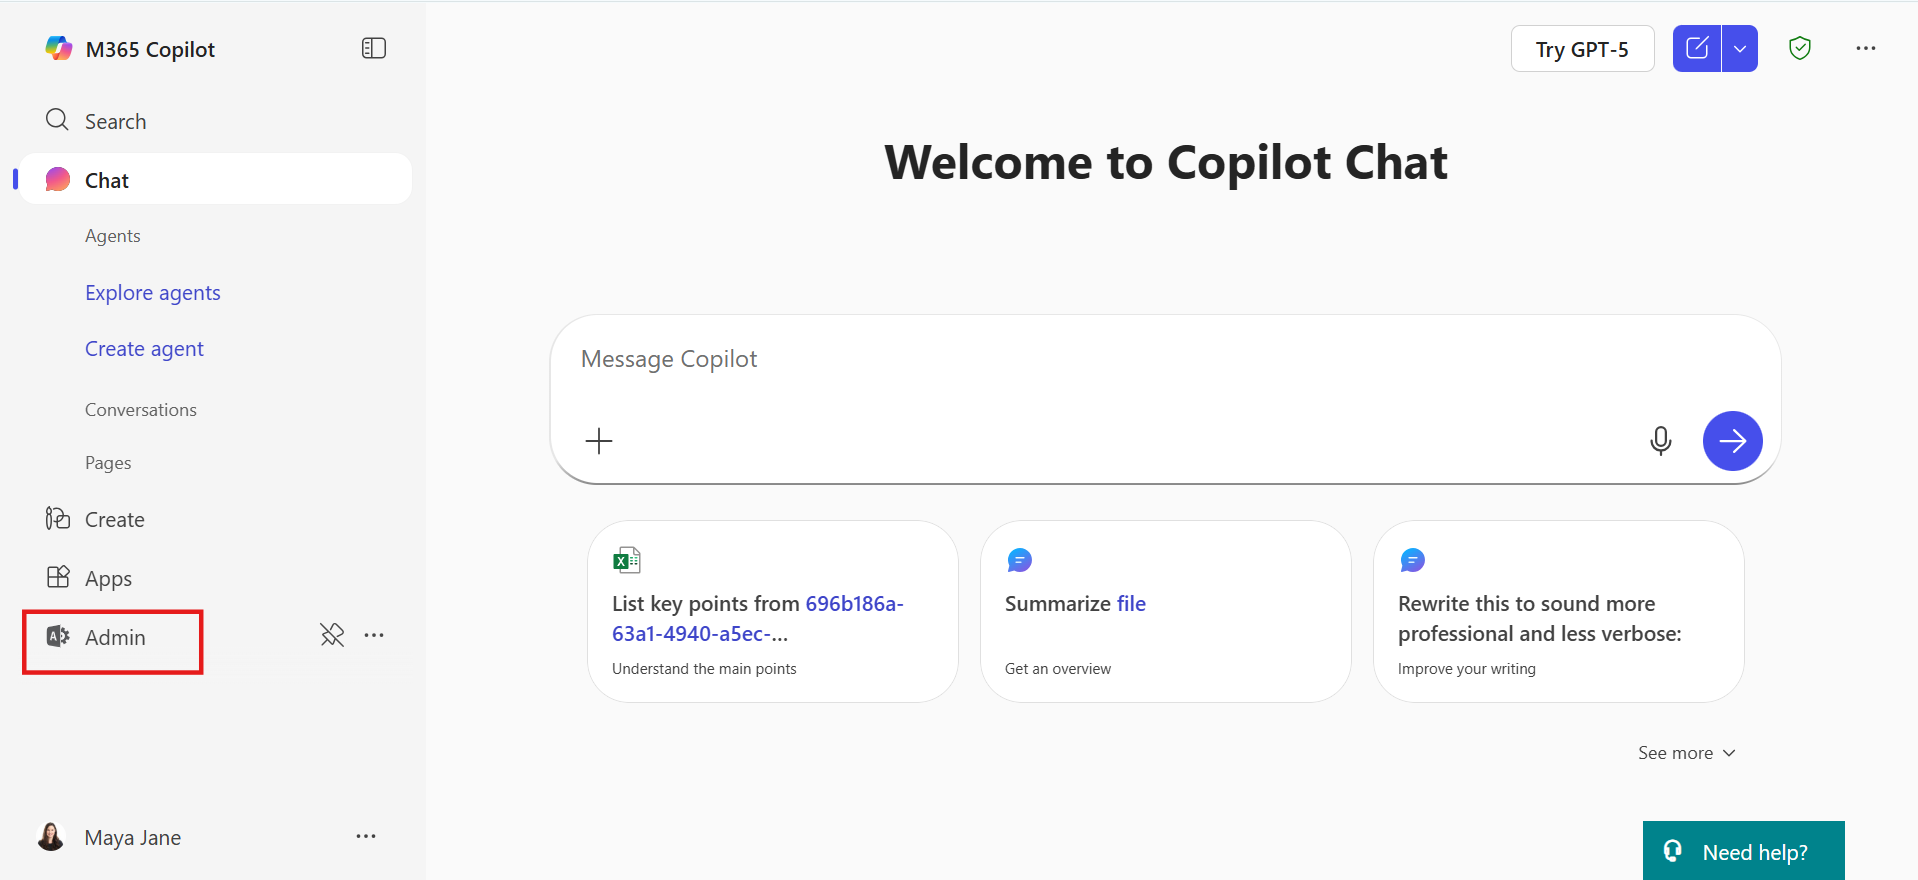 M365 Copilot
Search
Chat
Agents
Explore agents
Create agent
Conversations
Pages
Create
Apps
Admin
Maya Jane
Try GPT-5
Welcome to Copilot Chat
Message Copilot
List key points from 696b186a-
63a1-4940-a5ec-...
Understand the main points
Summarize file
Get an overview
Rewrite this to sound more
professional and less verbose:
Improve your writing
See more
Need help?